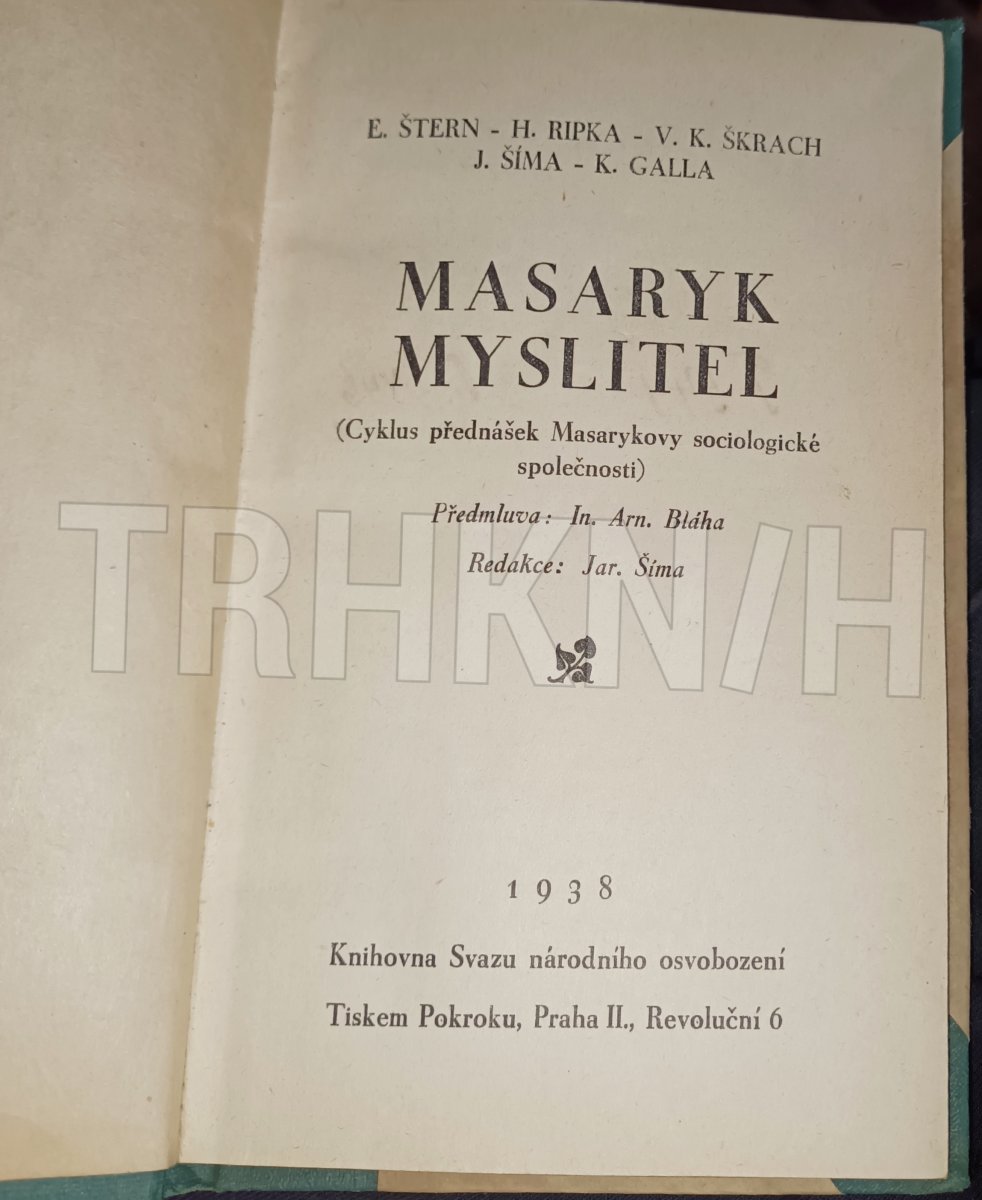 E. ŠTERN - H. RIPKA - V. K. ŠKRACH
J. ŠÍMA - K. GALLA
MASARYK
MYSLITEL
(Cyklus přednášek Masarykovy sociologické
společnosti)
Předmluva: In. Arn. Bláha
Redakce: Jar. Šíma
TRHKNIH
1938
Knihovna Svazu národního osvobození
Tiskem Pokroku, Praha II., Revoluční 6